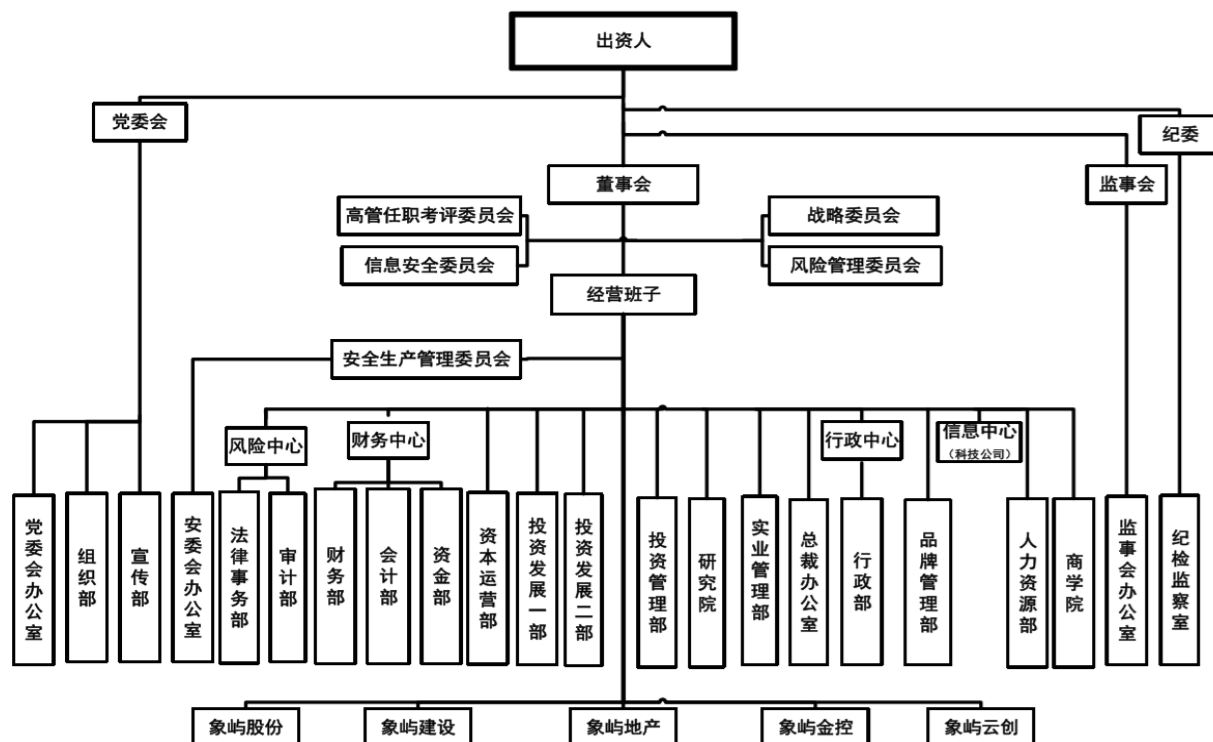 出资人
党委会
纪委
董事会
监事会
高管任职考评委员会
战略委员会
信息安全委员会
风险管理委员会
经营班子
安全生产管理委员会
风险中心
财务中心
行政中心
信息中心
（科技公司）
党委会办公室
组织部
宣传部
安委会办公室
法律事务部
审计部
财务部
会计部
资金部
资本运营部
投资发展一部
投资发展二部
投资管理部
研究院
实业管理部
总裁办公室
行政部
品牌管理部
人力资源部
商学院
监事会办公室
纪检监察室
象屿股份
象屿建设
象屿地产
象屿金控
象屿云创